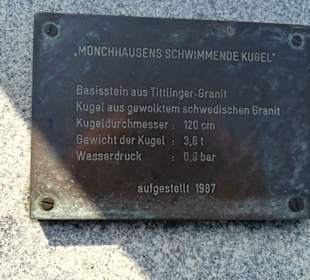 „MÜNCHHAUSENS SCHWIMMENDE KUGEL“
Basisstein aus Tittlinger-Granit
Kugel aus gewolktem schwedischen Granit
Kugeldurchmesser : 120 cm
Gewicht der Kugel : 3,6 t
Wasserdruck : 0,8 bar
aufgestellt 1987